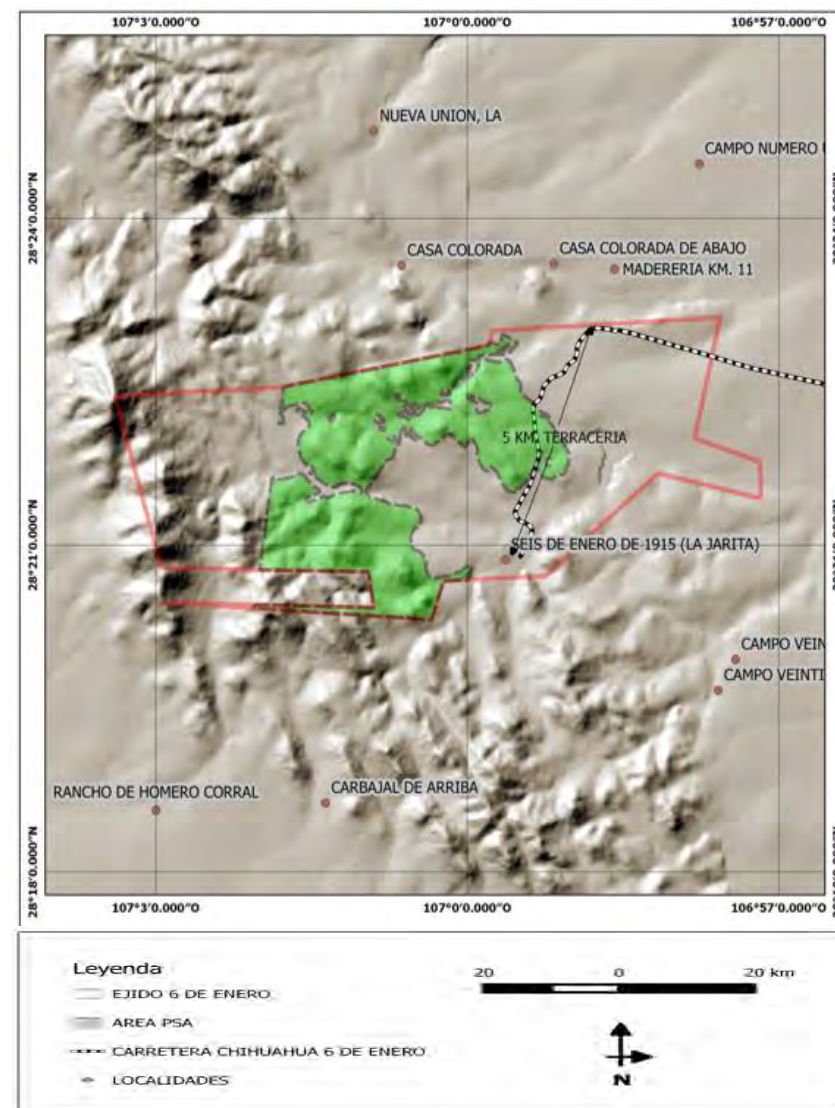 107°3'0.000"O 107°0'0.000"O 106°57'0.000"O
NUEVA UNION, LA
CAMPO NUMERO
28°24'0.000"N
CASA COLORADA
CASA COLORADA DE ABAJO
MADERERIA KM. 11
5 KM. TERRACERIA
28°21'0.000"N
SEIS DE ENERO DE 1915 (LA JARITA)
CAMPO VEIN
CAMPO VEINTI
RANCHO DE HOMERO CORRAL
CARBAJAL DE ARRIBA
28°18'0.000"N
107°3'0.000"O 107°0'0.000"O 106°57'0.000"O
Leyenda
EJIDO 6 DE ENERO
AREA PSA
CARRETERA CHIHUAHUA 6 DE ENERO
LOCALIDADES
20 0 20 km
N